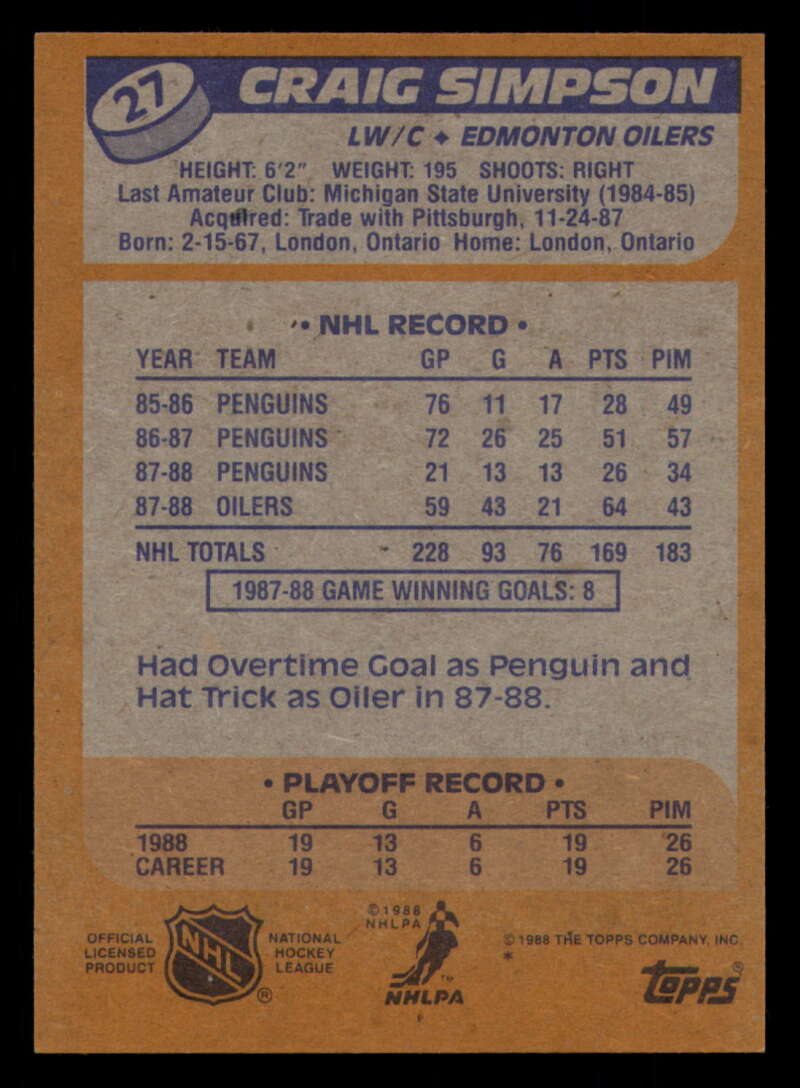 27
CRAIG SIMPSON
LW/C ♦ EDMONTON OILERS
HEIGHT: 6'2" WEIGHT: 195 SHOOTS: RIGHT
Last Amateur Club: Michigan State University (1984-85)
Acquired: Trade with Pittsburgh, 11-24-87
Born: 2-15-67, London, Ontario Home: London, Ontario
• NHL RECORD •
YEAR TEAM GP G A PTS PIM
85-86 PENGUINS 76 11 17 28 49
86-87 PENGUINS 72 26 25 51 57
87-88 PENGUINS 21 13 13 26 34
87-88 OILERS 59 43 21 64 43
NHL TOTALS 228 93 76 169 183
1987-88 GAME WINNING GOALS: 8
Had Overtime Goal as Penguin and
Hat Trick as Oiler in 87-88.
• PLAYOFF RECORD •
GP G A PTS PIM
1988 19 13 6 19 26
CAREER 19 13 6 19 26
OFFICIAL
LICENSED
PRODUCT
NHL
®
NATIONAL
HOCKEY
LEAGUE
©1988
NHLPA
™
NHLPA
F
©1988 THE TOPPS COMPANY, INC.
*
topps®